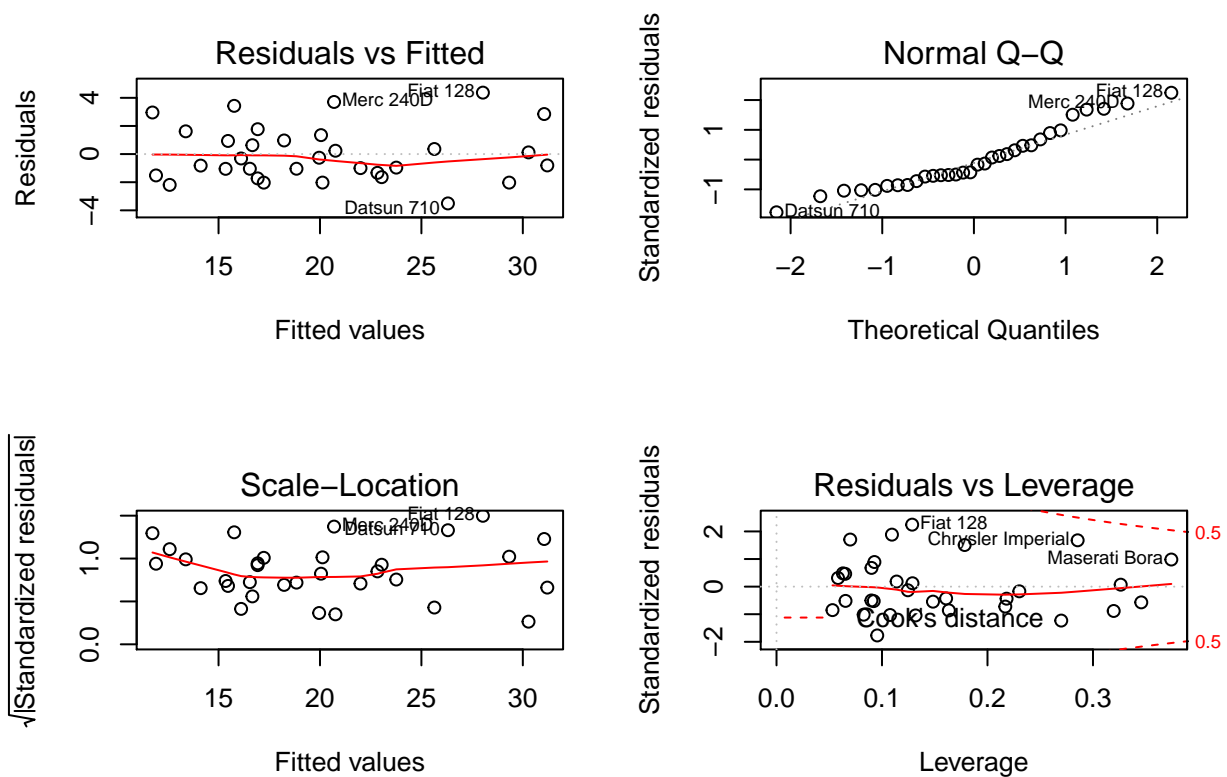 Residuals vs Fitted
Residuals
4
0
−4
Fiat 128
Merc 240D
Datsun 710
15 20 25 30
Fitted values
Normal Q−Q
Standardized residuals
1
−1
Fiat 128
Merc 240D
Datsun 710
−2 −1 0 1 2
Theoretical Quantiles
Scale−Location
√|Standardized residuals|
1.0
0.0
Fiat 128
Merc 240D
Datsun 710
15 20 25 30
Fitted values
Residuals vs Leverage
Standardized residuals
2
0
−2
Fiat 128
Chrysler Imperial
Maserati Bora
0.5
Cook's distance
0.5
0.0 0.1 0.2 0.3
Leverage